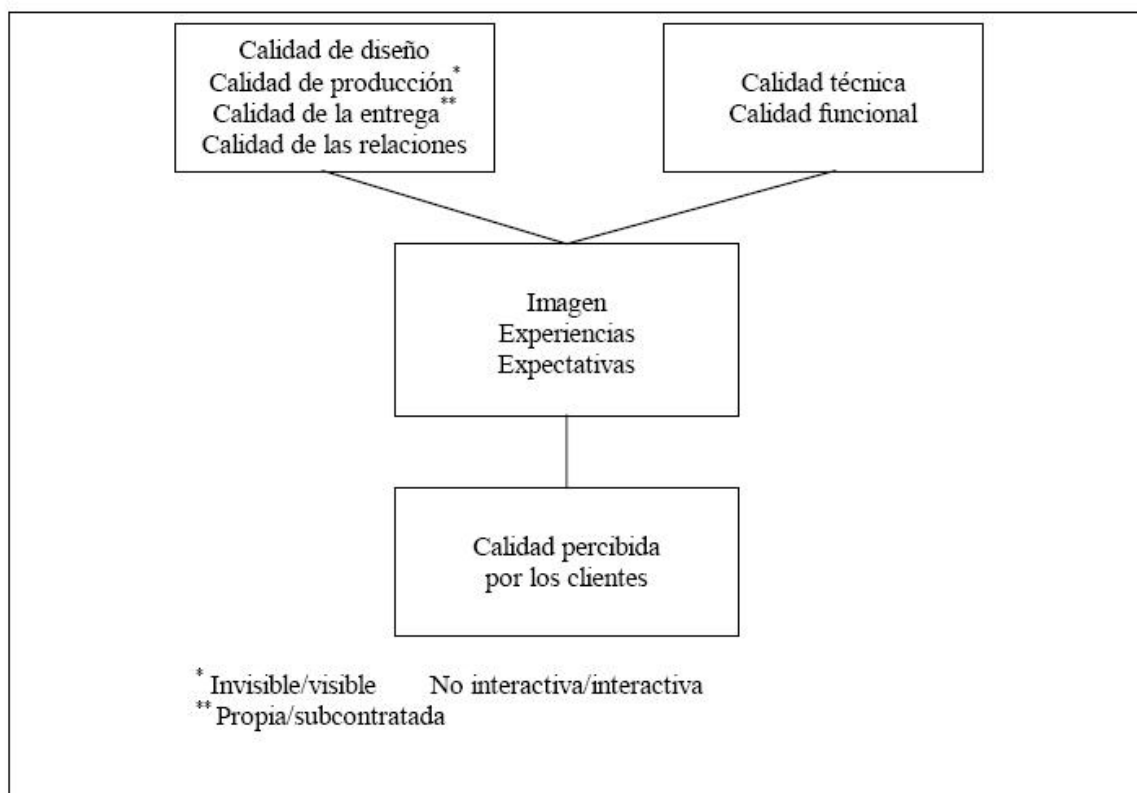 Calidad de diseño
Calidad de producción*
Calidad de la entrega**
Calidad de las relaciones
Calidad técnica
Calidad funcional
Imagen
Experiencias
Expectativas
Calidad percibida
por los clientes
* Invisible/visible No interactiva/interactiva
** Propia/subcontratada